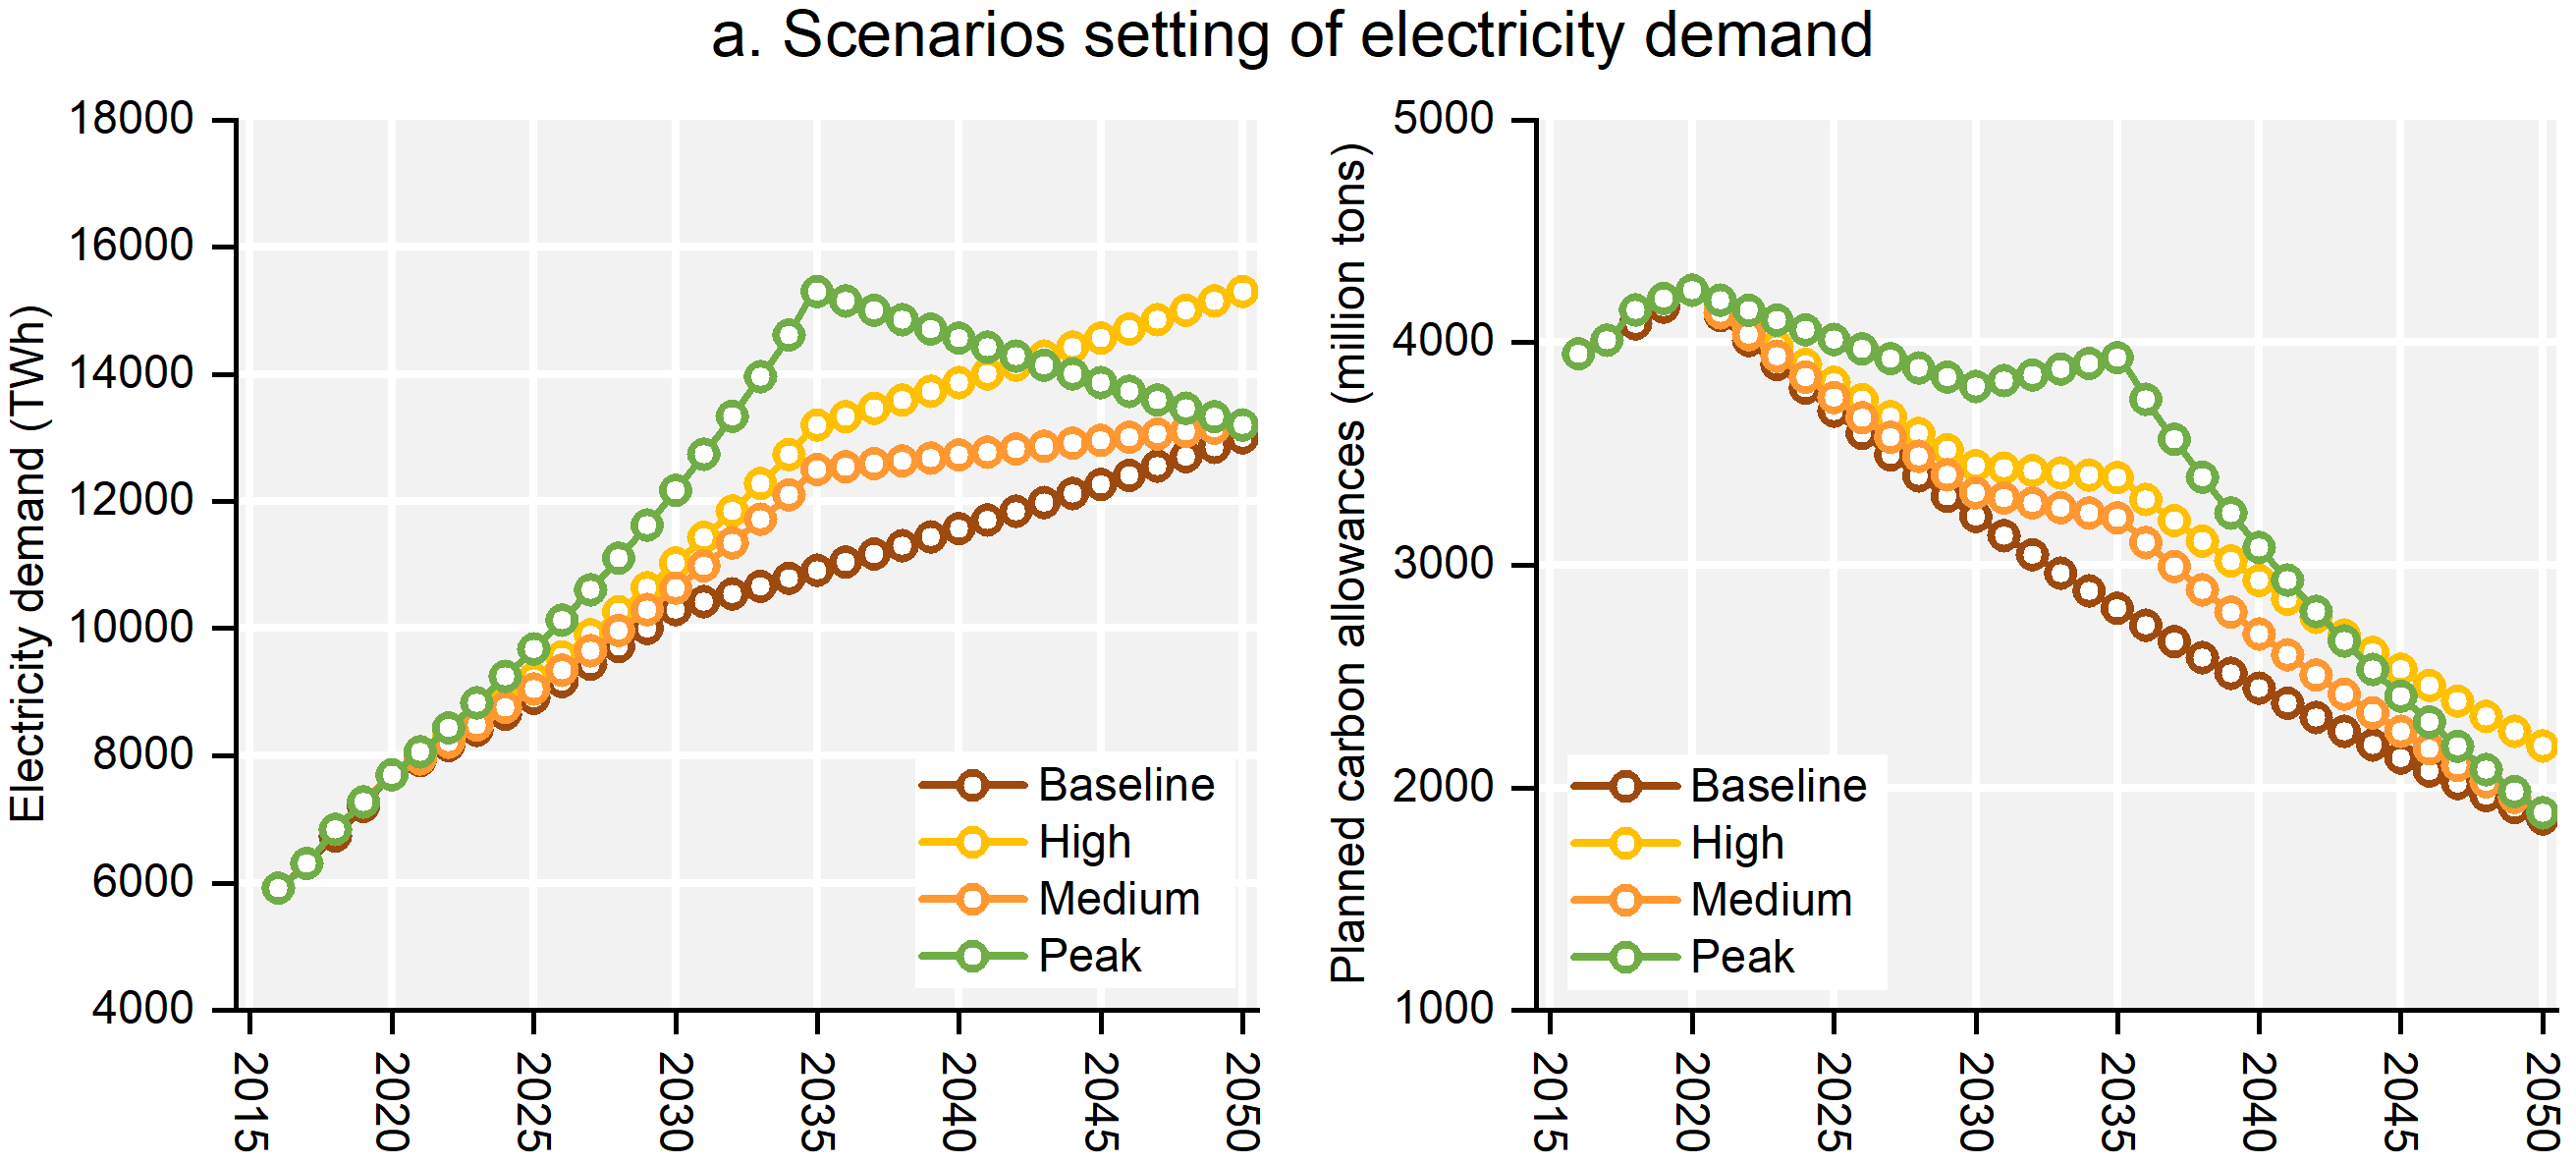 a. Scenarios setting of electricity demand
Electricity demand (TWh)
18000
16000
14000
12000
10000
8000
6000
4000
2015
2020
2025
2030
2035
2040
2045
2050
Baseline
High
Medium
Peak
Planned carbon allowances (million tons)
5000
4000
3000
2000
1000
2015
2020
2025
2030
2035
2040
2045
2050
Baseline
High
Medium
Peak